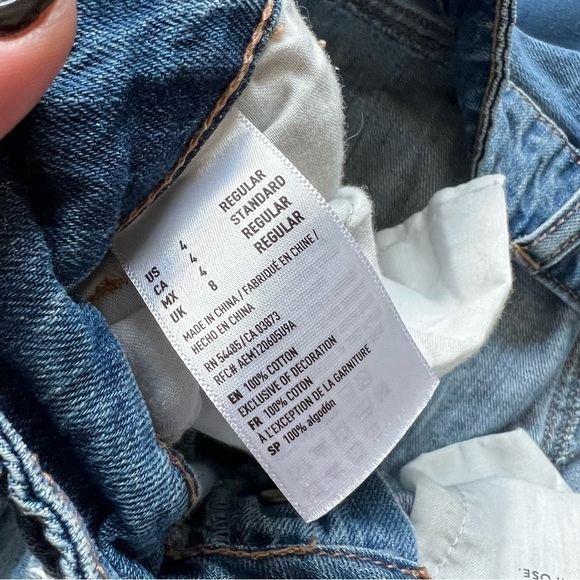 US 4 REGULAR
CA 4 STANDARD
MX 4 REGULAR
UK 8 REGULAR
MADE IN CHINA / FABRIQUÉ EN CHINE /
HECHO EN CHINA
RN 54485 / CA 03873
RFC# AEM120605U9A
EN 100% COTTON
EXCLUSIVE OF DECORATION
FR 100% COTON
À L'EXCEPTION DE LA GARNITURE
SP 100% algodón